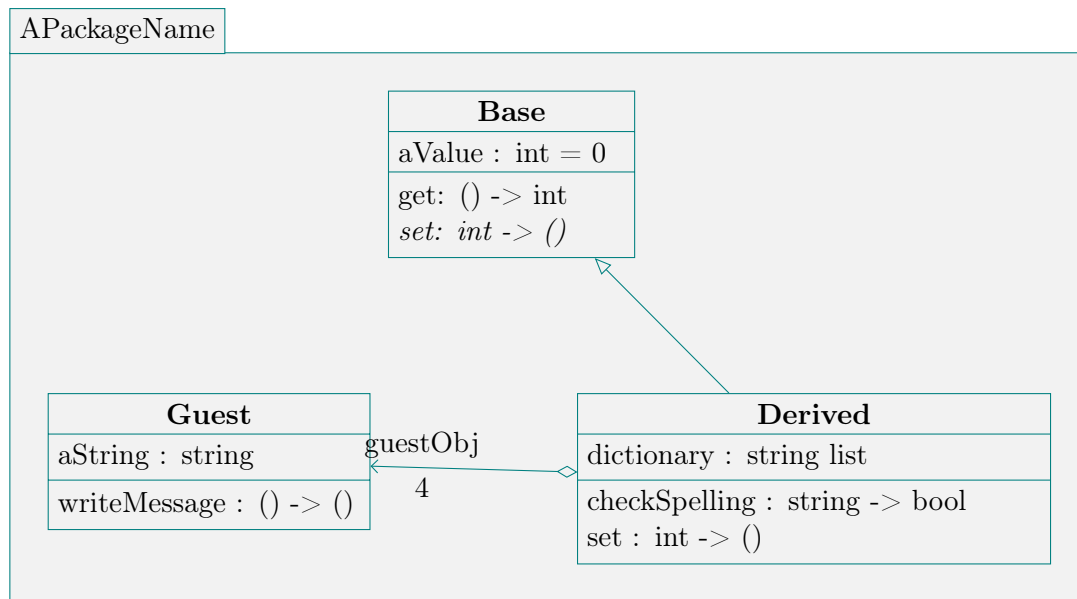 APackageName
Base
aValue : int = 0
get: () -> int
set: int -> ()
Guest
aString : string
writeMessage : () -> ()
guestObj
4
Derived
dictionary : string list
checkSpelling : string -> bool
set : int -> ()